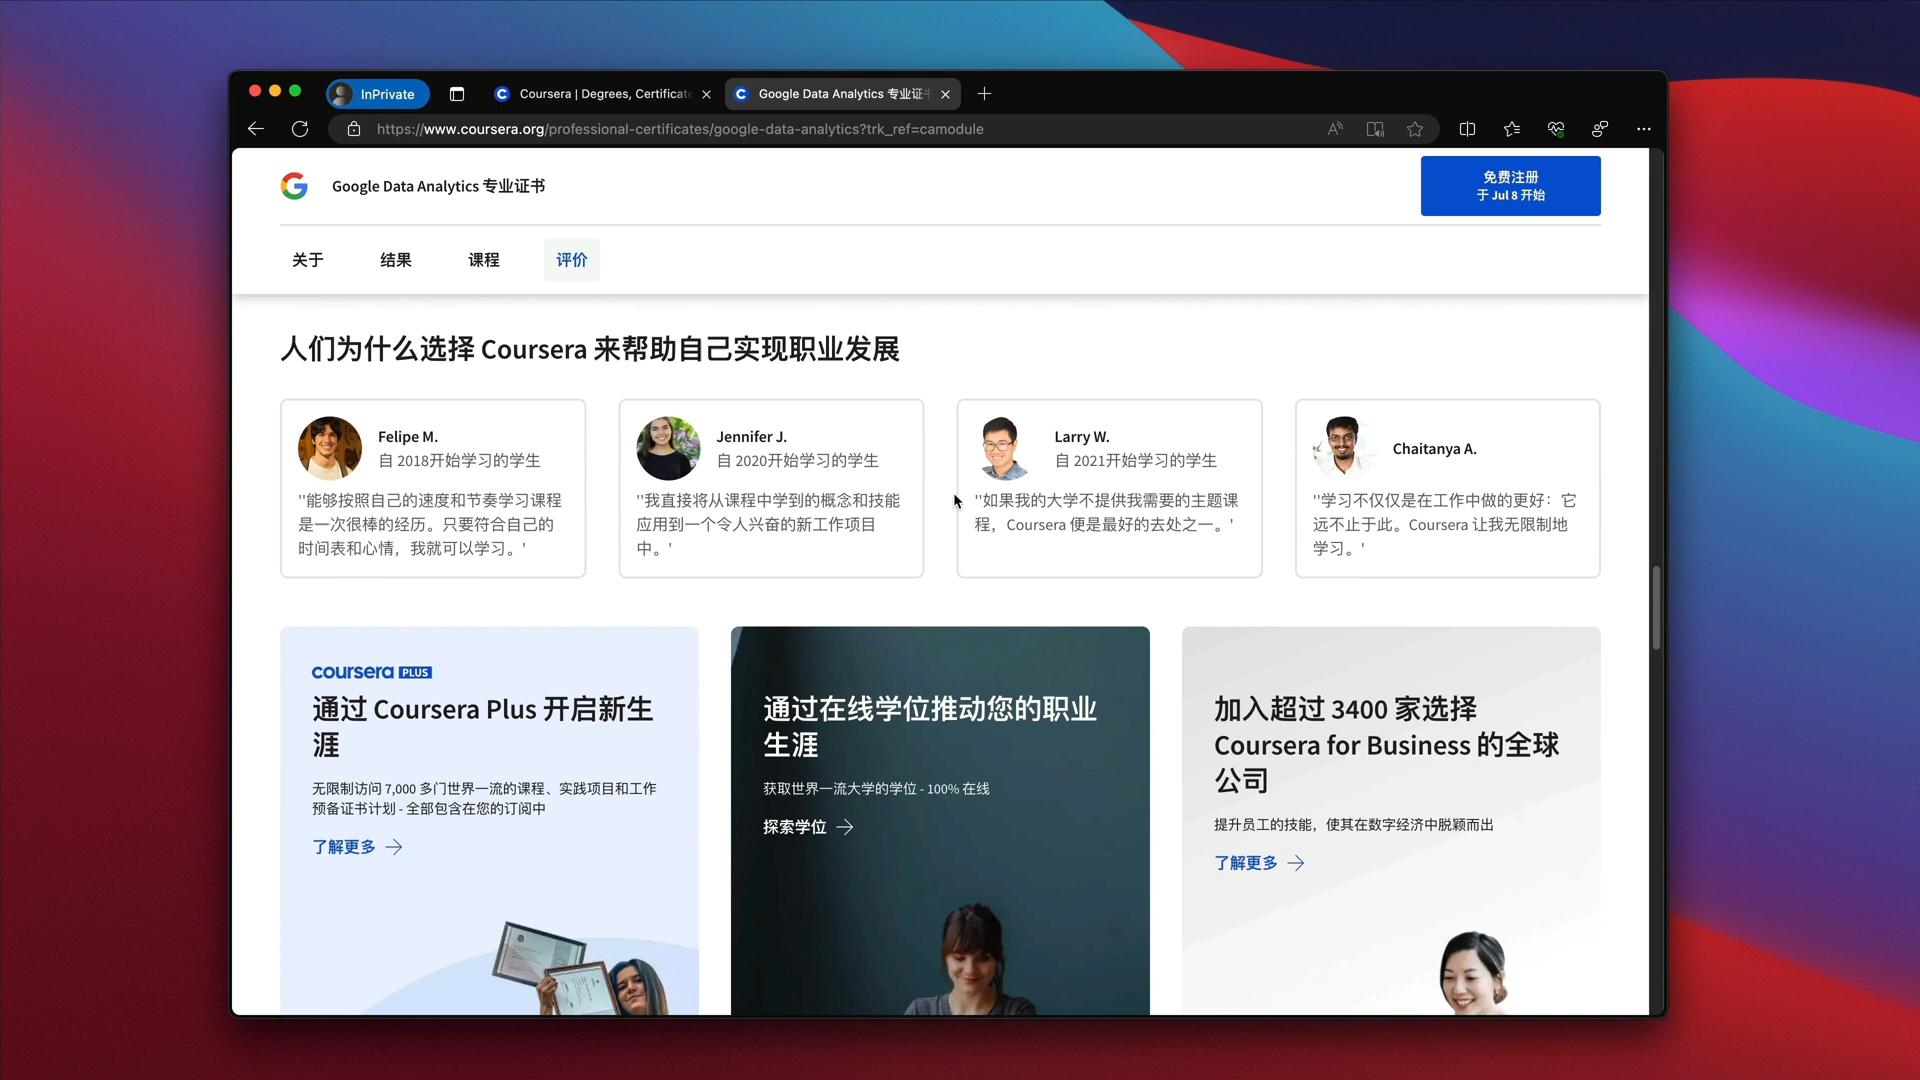 InPrivate
Coursera | Degrees, Certificate
Google Data Analytics 专业证书
https://www.coursera.org/professional-certificates/google-data-analytics?trk_ref=camodule
Google Data Analytics 专业证书
免费注册
于 Jul 8 开始
关于
结果
课程
评价
人们为什么选择 Coursera 来帮助自己实现职业发展
Felipe M.
自 2018开始学习的学生
''能够按照自己的速度和节奏学习课程
是一次很棒的经历。只要符合自己的
时间表和心情，我就可以学习。'
Jennifer J.
自 2020开始学习的学生
''我直接将从课程中学到的概念和技能
应用到一个令人兴奋的新工作项目
中。'
Larry W.
自 2021开始学习的学生
''如果我的大学不提供我需要的主题课
程，Coursera 便是最好的去处之一。'
Chaitanya A.
''学习不仅仅是在工作中做的更好：它
远不止于此。Coursera 让我无限制地
学习。'
coursera PLUS
通过 Coursera Plus 开启新生
涯
无限制访问 7,000 多门世界一流的课程、实践项目和工作
预备证书计划 - 全部包含在您的订阅中
了解更多
通过在线学位推动您的职业
生涯
获取世界一流大学的学位 - 100% 在线
探索学位
加入超过 3400 家选择
Coursera for Business 的全球
公司
提升员工的技能，使其在数字经济中脱颖而出
了解更多